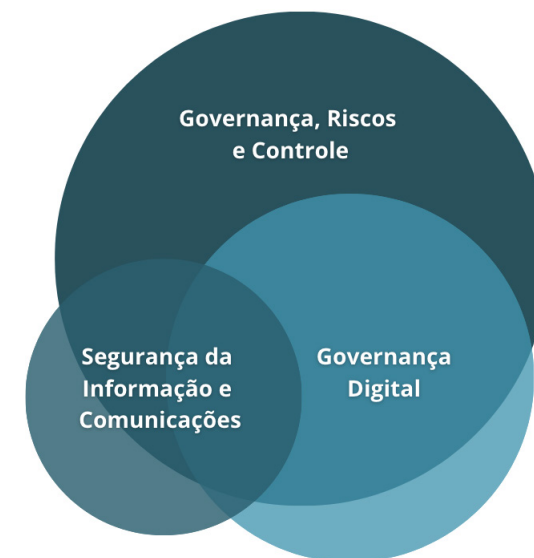 Governança, Riscos
e Controle
Segurança da
Informação e
Comunicações
Governança
Digital